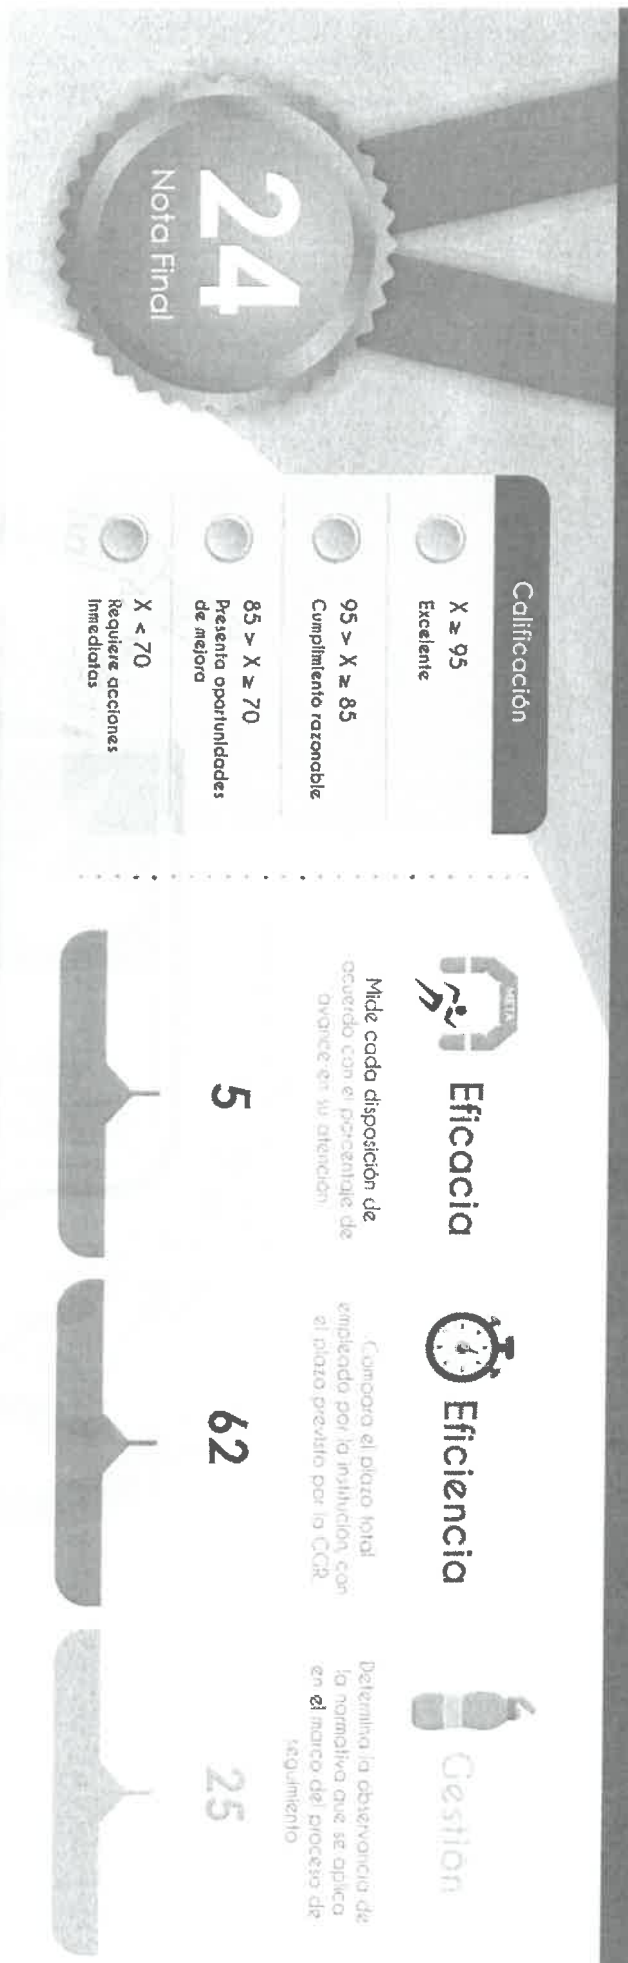 24
Nota Final
Calificación
X ≥ 95
Excelente
95 > X ≥ 85
Cumplimiento razonable
85 > X ≥ 70
Presenta oportunidades
de mejora
X < 70
Requiere acciones
Inmediatas
META
Eficacia
Mide cada disposición de
acuerdo con el porcentaje de
avance en su atención.
5
Eficiencia
Compara el plazo total
empleado por la institución, con
el plazo previsto por la CGR.
62
Gestión
Determina la observancia de
la normativa que se aplica
en el marco del proceso de
seguimiento
25